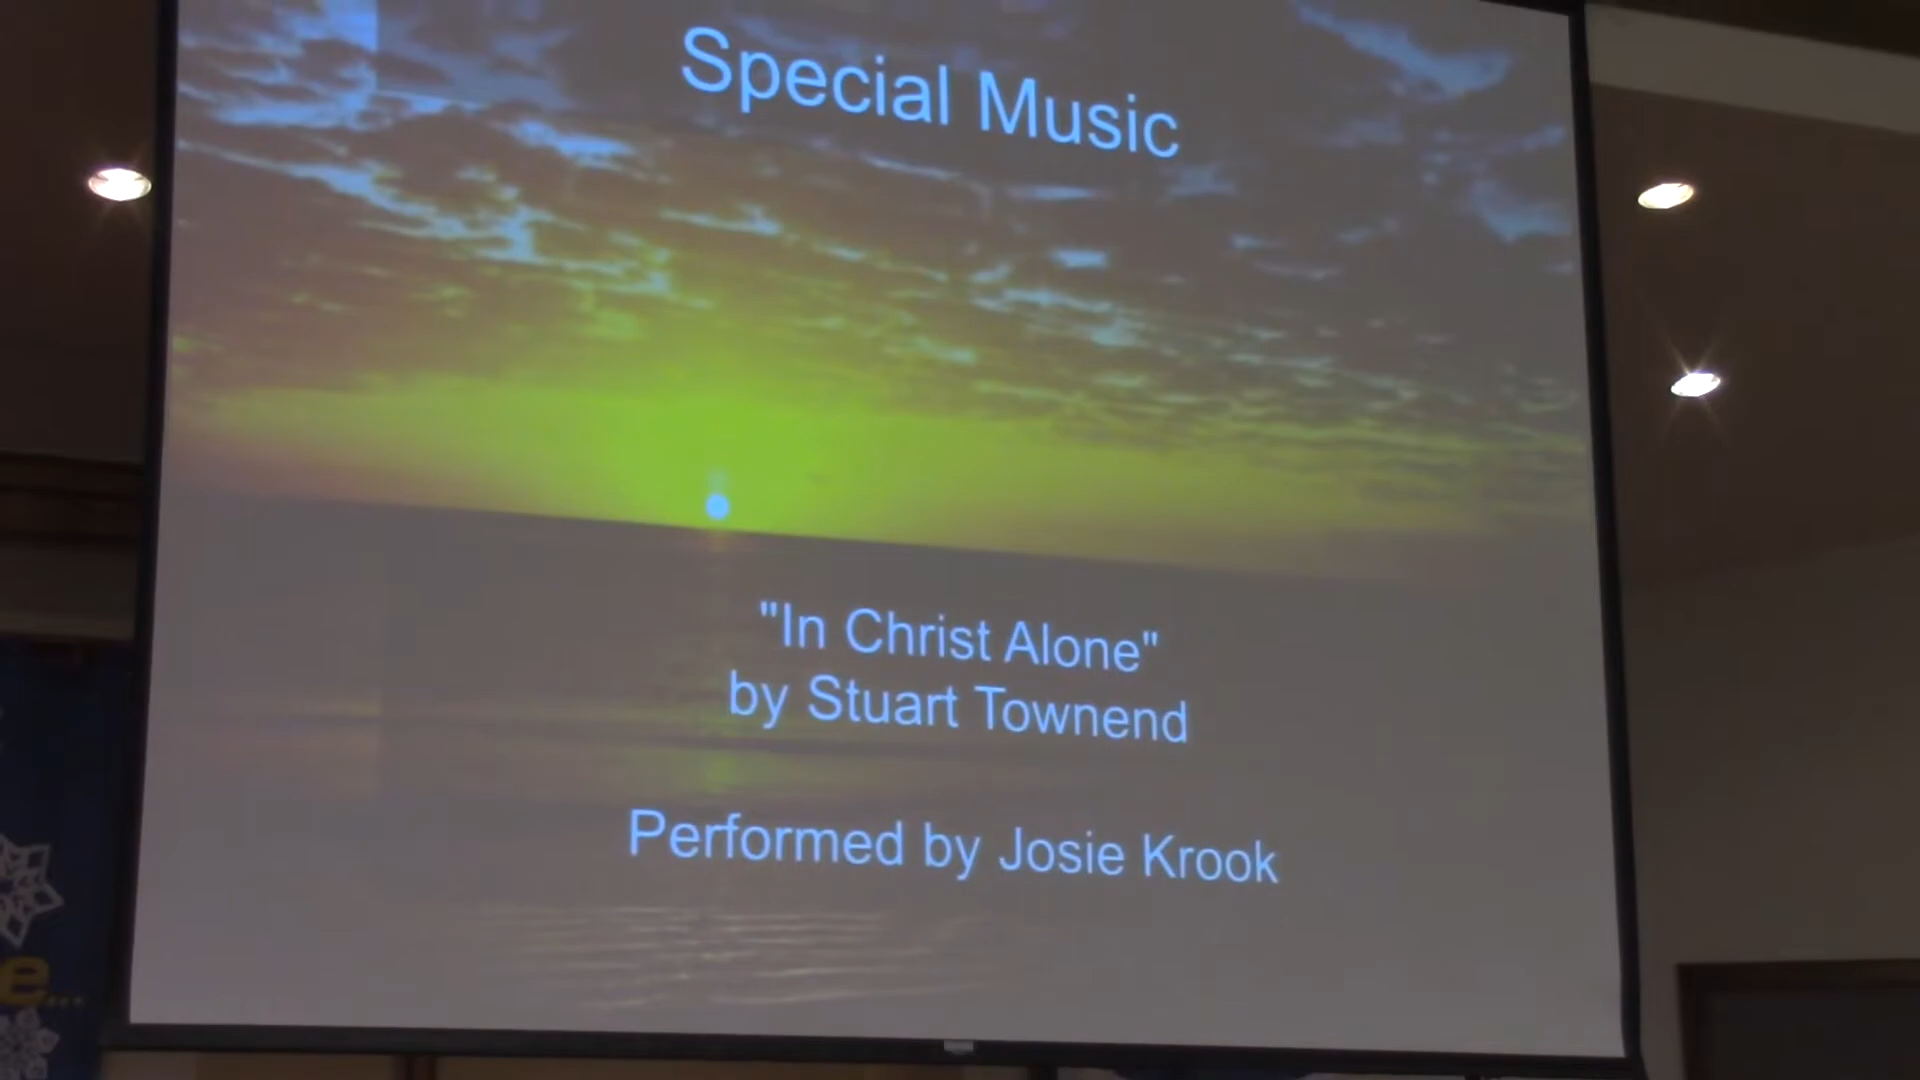 Special Music
"In Christ Alone"
by Stuart Townend
Performed by Josie Krook
e...